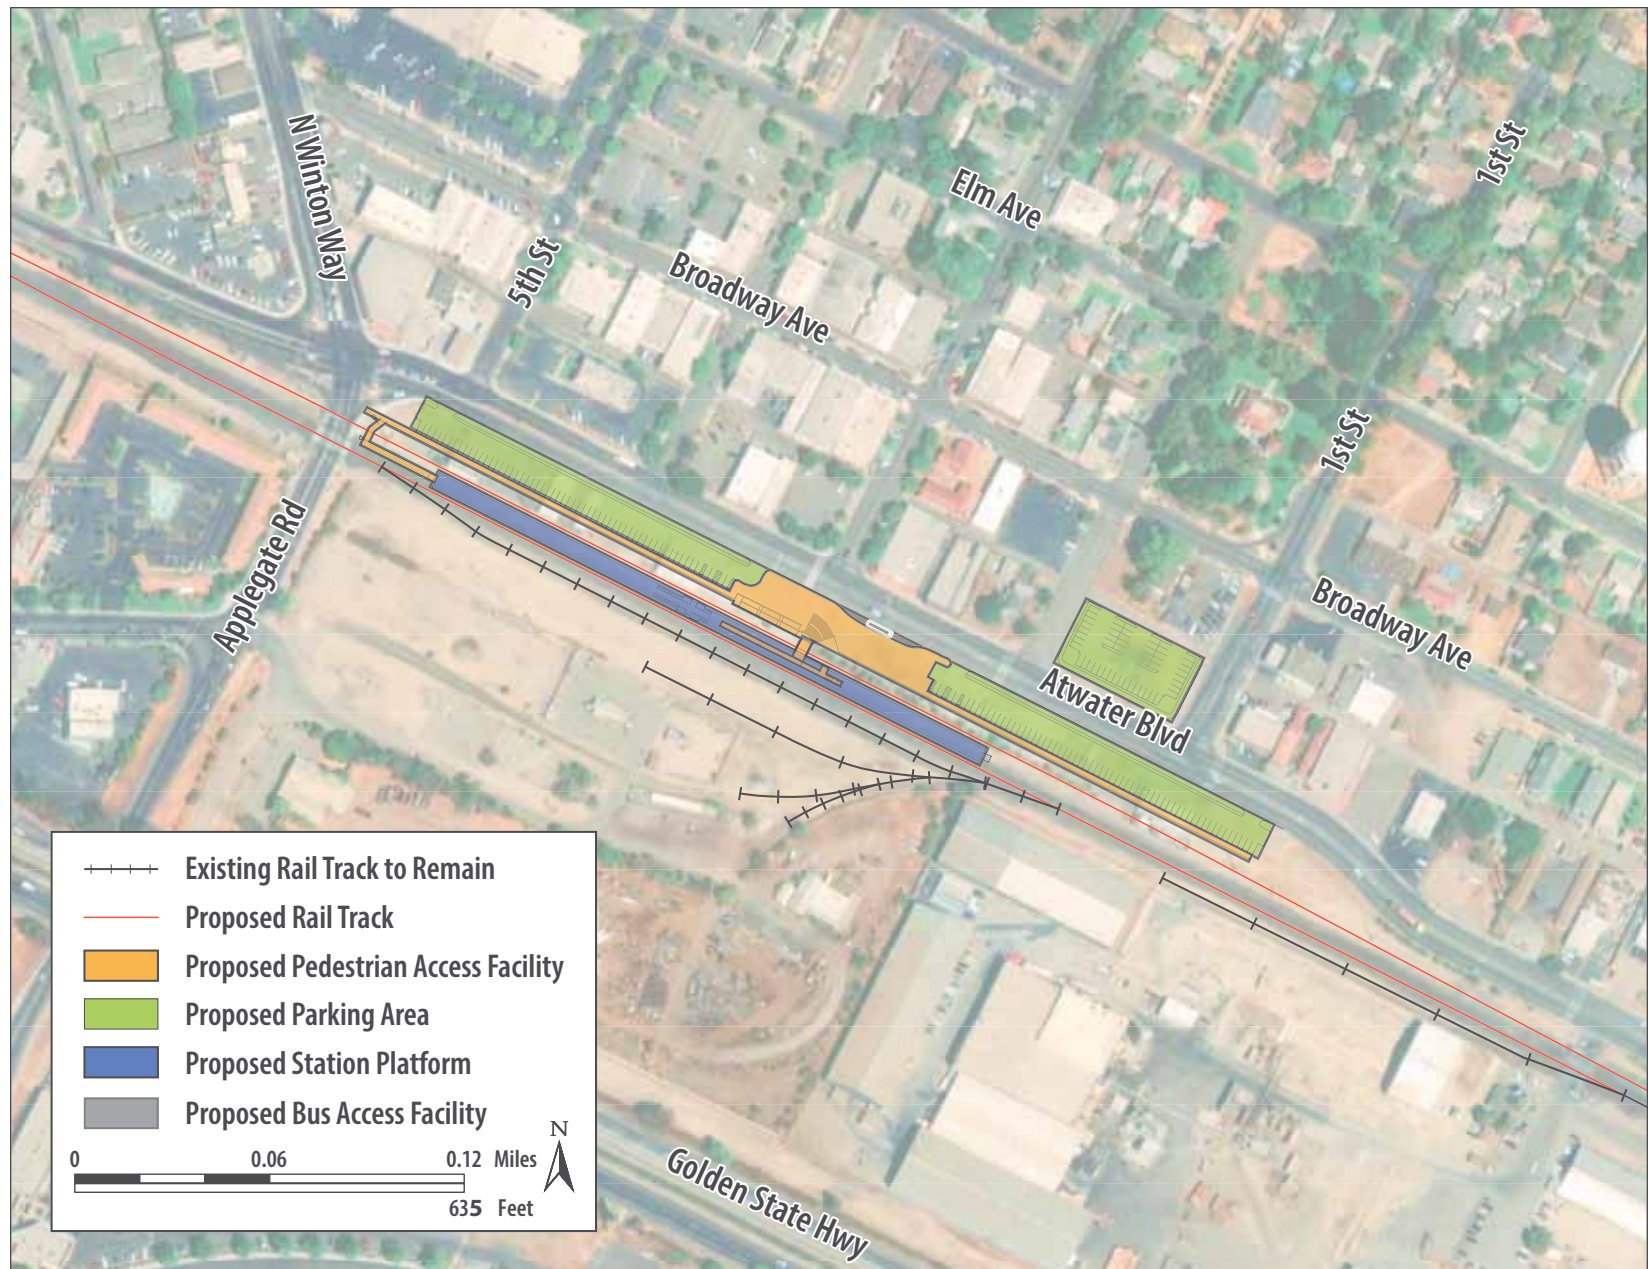 N Winton Way
5th St
Broadway Ave
Elm Ave
1st St
1st St
Broadway Ave
Applegate Rd
Atwater Blvd
Golden State Hwy
Existing Rail Track to Remain
Proposed Rail Track
Proposed Pedestrian Access Facility
Proposed Parking Area
Proposed Station Platform
Proposed Bus Access Facility
N
0 0.06 0.12 Miles
635 Feet